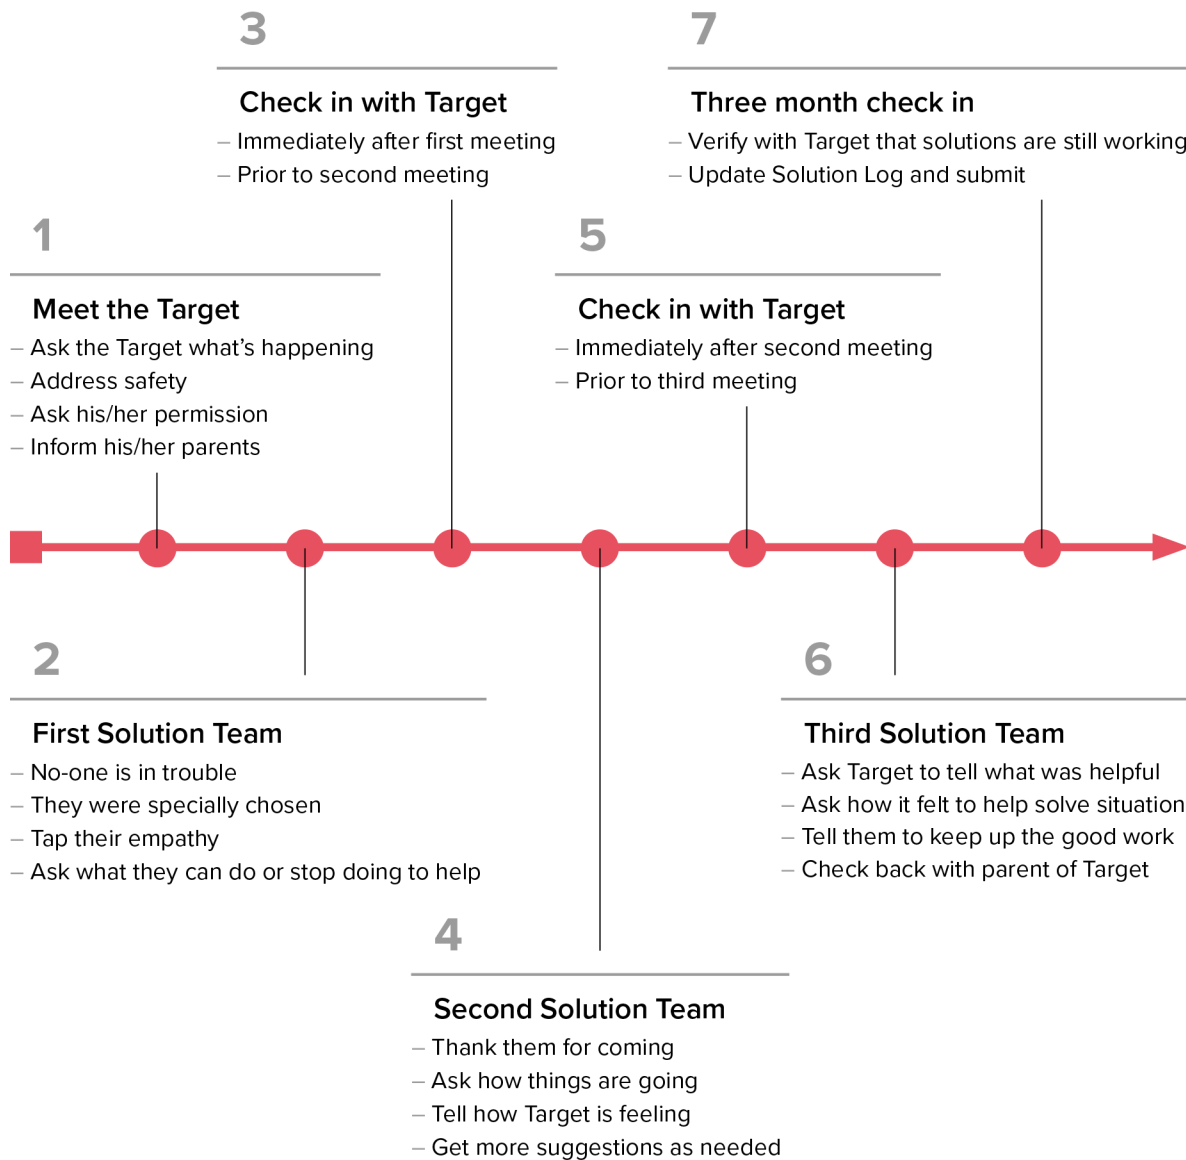 1
Meet the Target
– Ask the Target what's happening
– Address safety
– Ask his/her permission
– Inform his/her parents
2
First Solution Team
– No-one is in trouble
– They were specially chosen
– Tap their empathy
– Ask what they can do or stop doing to help
3
Check in with Target
– Immediately after first meeting
– Prior to second meeting
4
Second Solution Team
– Thank them for coming
– Ask how things are going
– Tell how Target is feeling
– Get more suggestions as needed
5
Check in with Target
– Immediately after second meeting
– Prior to third meeting
6
Third Solution Team
– Ask Target to tell what was helpful
– Ask how it felt to help solve situation
– Tell them to keep up the good work
– Check back with parent of Target
7
Three month check in
– Verify with Target that solutions are still working
– Update Solution Log and submit